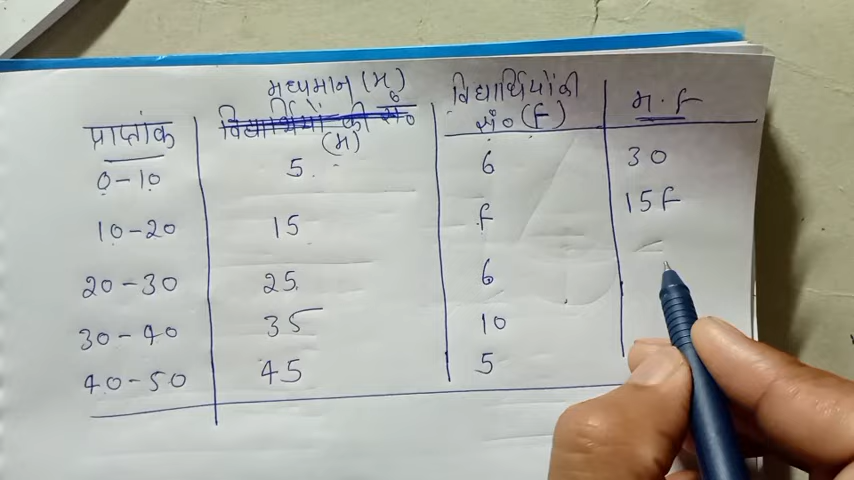 मध्यमान (म)
प्राप्तांक विद्यार्थियों की सं० (म) विद्यार्थियों की सं० (f) म.f
0-10 5 6 30
10-20 15 f 15f
20-30 25 6
30-40 35 10
40-50 45 5